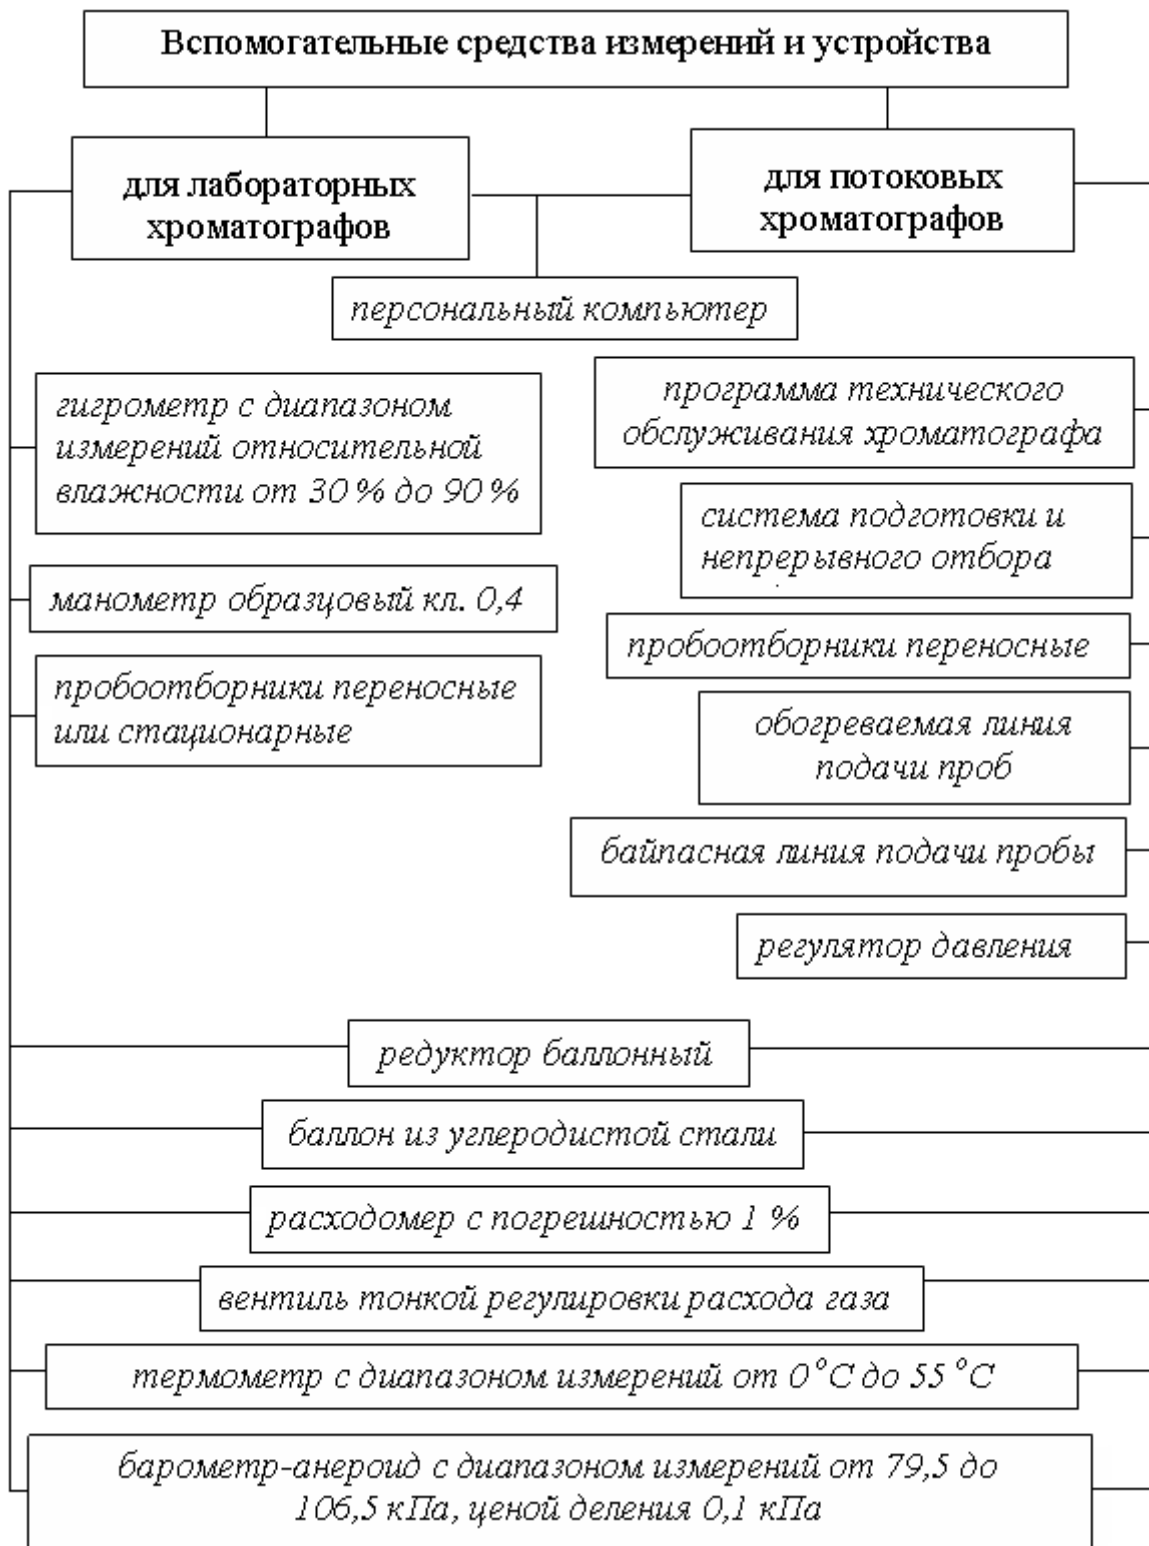 Вспомогательные средства измерений и устройства
для лабораторных
хроматографов
для потоковых
хроматографов
персональный компьютер
гигрометр с диапазоном
измерений относительной
влажности от 30 % до 90 %
программа технического
обслуживания хроматографа
система подготовки и
непрерывного отбора
манометр образцовый кл. 0,4
пробоотборники переносные
пробоотборники переносные
или стационарные
обогреваемая линия
подачи проб
байпасная линия подачи пробы
регулятор давления
редуктор баллонный
баллон из углеродистой стали
расходомер с погрешностью 1 %
вентиль тонкой регулировки расхода газа
термометр с диапазоном измерений от 0°С до 55 °С
барометр-анероид с диапазоном измерений от 79,5 до
106,5 кПа, ценой деления 0,1 кПа